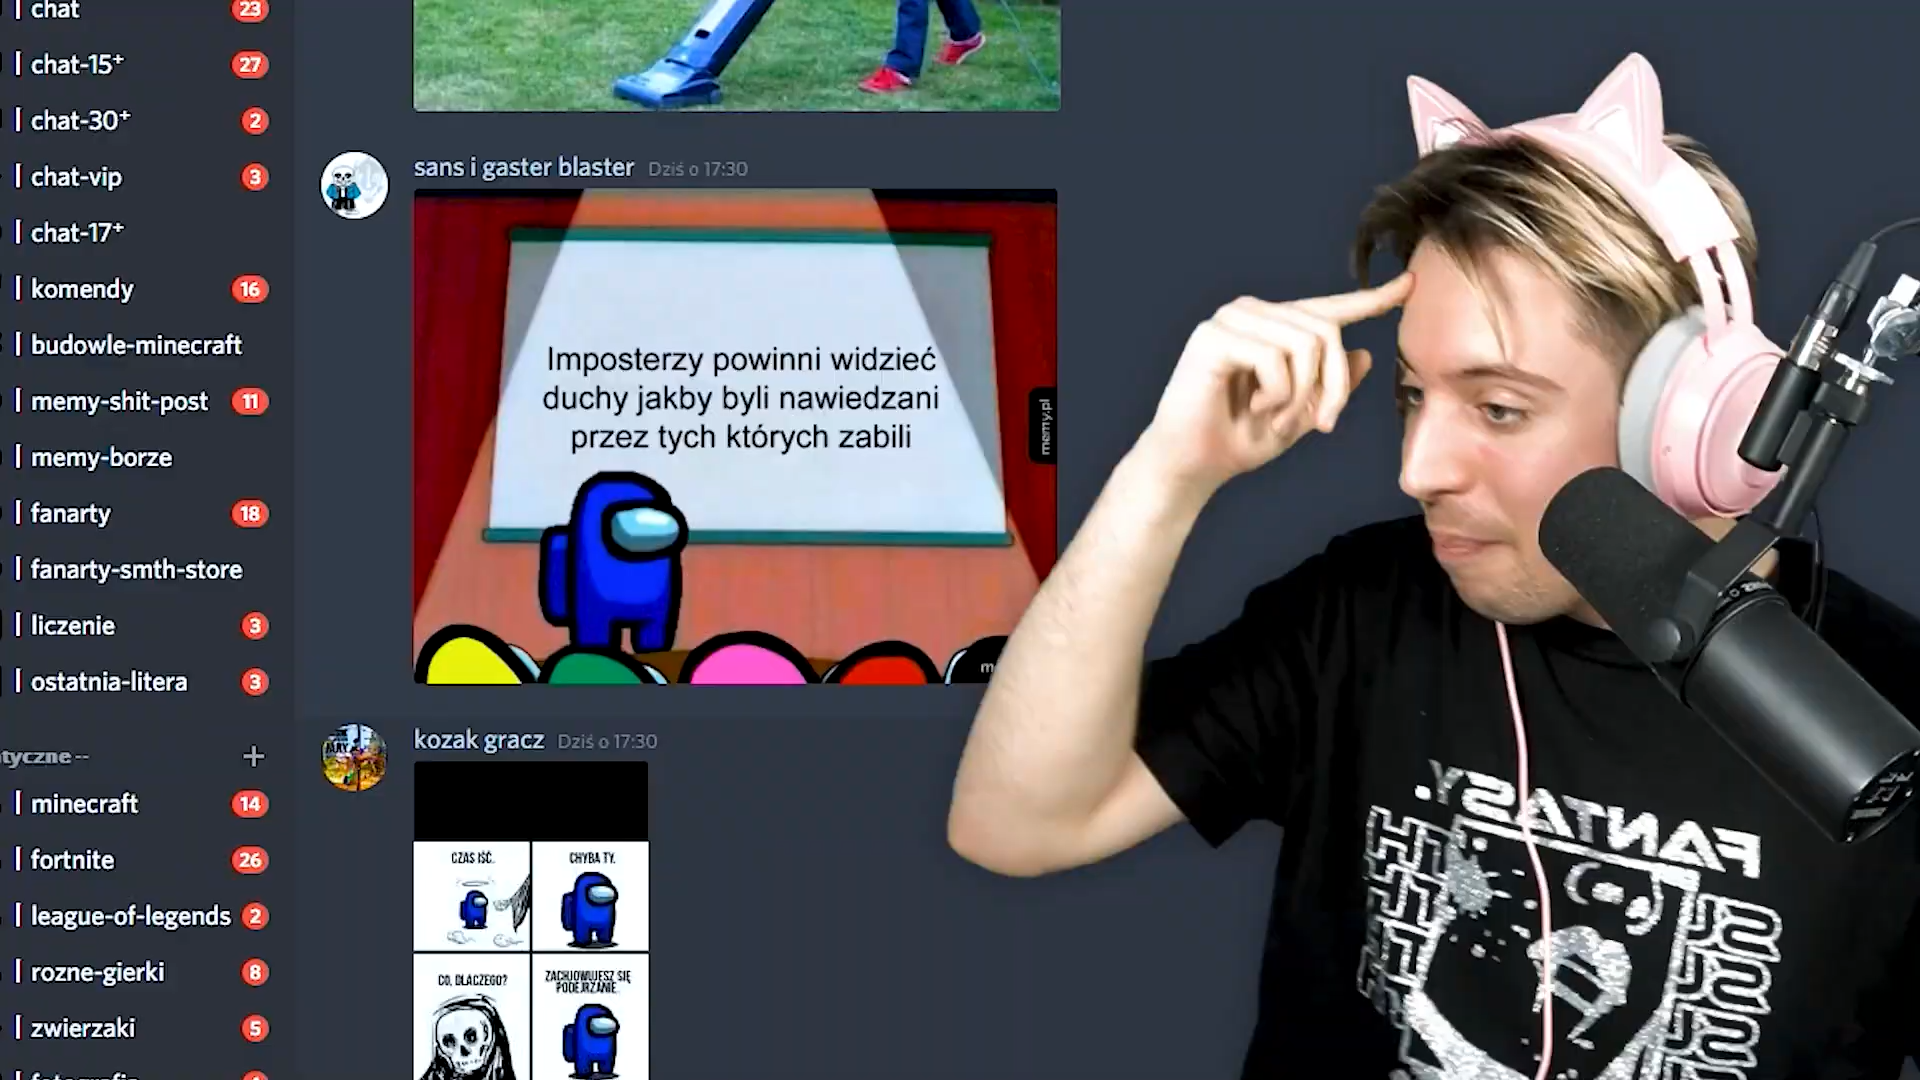 chat 23
chat-15+ 27
chat-30+ 2
chat-vip 3
chat-17+
komendy 16
budowle-minecraft
memy-shit-post 11
memy-borze
fanarty 18
fanarty-smth-store
liczenie 3
ostatnia-litera 3
tyczne--
minecraft 14
fortnite 26
league-of-legends 2
rozne-gierki 8
zwierzaki 5
sans i gaster blaster Dziś o 17:30
Imposterzy powinni widzieć
duchy jakby byli nawiedzani
przez tych których zabili
memy.pl
m
kozak gracz Dziś o 17:30
CZAS IŚĆ.
CHYBA TY.
CO, DLACZEGO?
ZACHOWUJESZ SIĘ
PODEJRZANIE.
FANTASY.